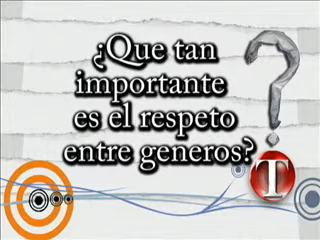 ¿Que tan
importante
es el respeto
entre generos?
T